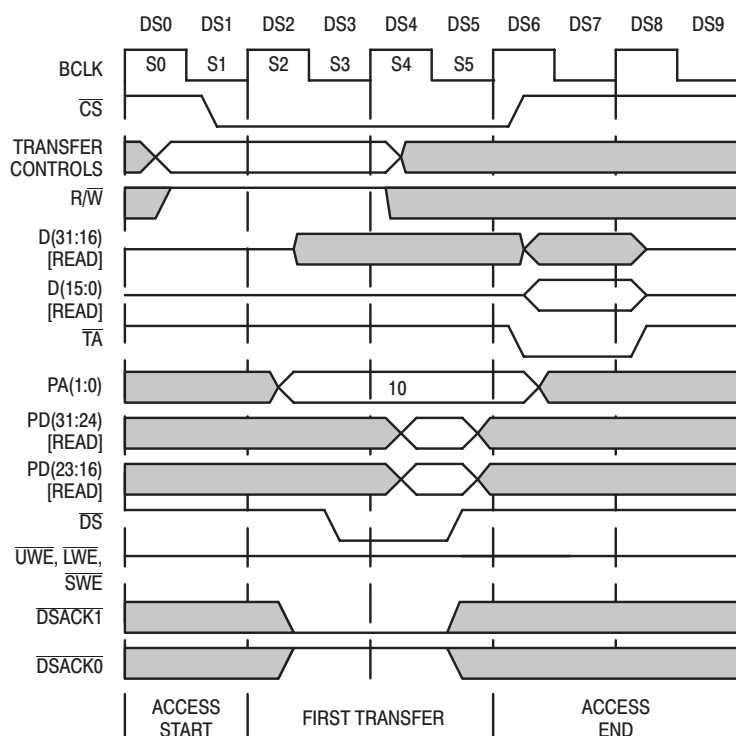 DS0 DS1 DS2 DS3 DS4 DS5 DS6 DS7 DS8 DS9
BCLK S0 S1 S2 S3 S4 S5
CS
TRANSFER
CONTROLS
R/W
D(31:16)
[READ]
D(15:0)
[READ]
TA
PA(1:0) 10
PD(31:24)
[READ]
PD(23:16)
[READ]
DS
UWE, LWE,
SWE
DSACK1
DSACK0
ACCESS
START
FIRST TRANSFER
ACCESS
END